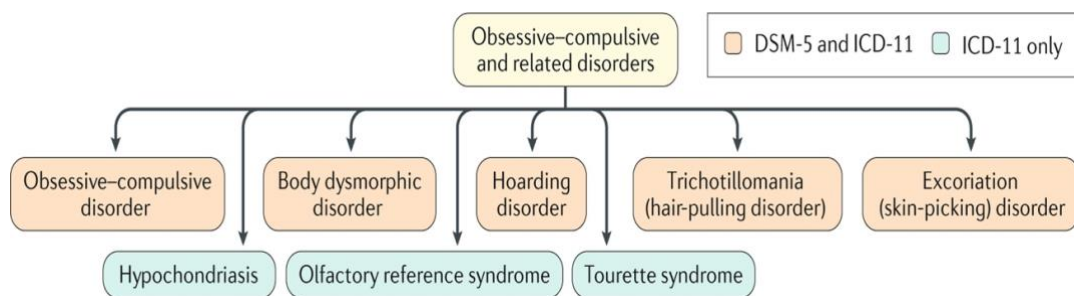 Obsessive–compulsive
and related disorders
DSM-5 and ICD-11
ICD-11 only
Obsessive–compulsive
disorder
Body dysmorphic
disorder
Hoarding
disorder
Trichotillomania
(hair-pulling disorder)
Excoriation
(skin-picking) disorder
Hypochondriasis
Olfactory reference syndrome
Tourette syndrome